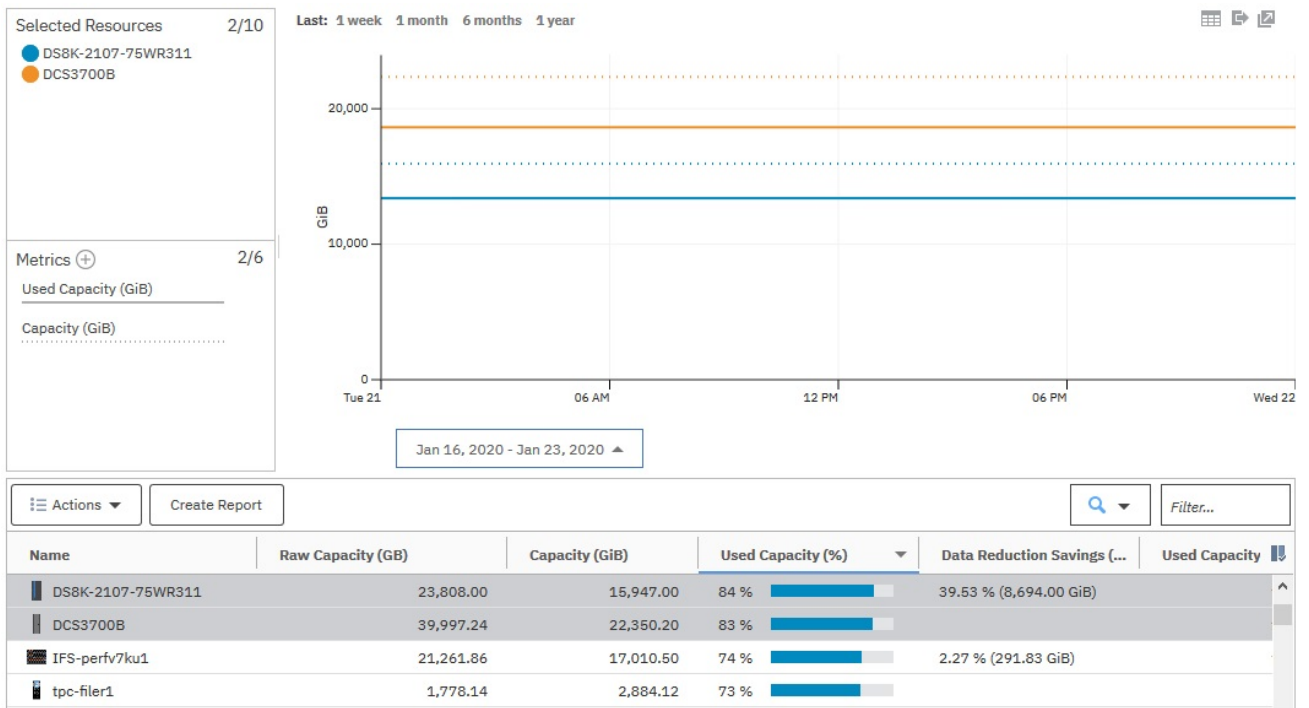 Selected Resources 2/10
DS8K-2107-75WR311
DCS3700B
Metrics 2/6
Used Capacity (GiB)
Capacity (GiB)
Last: 1 week 1 month 6 months 1 year
GiB
20,000
10,000
0
Tue 21 06 AM 12 PM 06 PM Wed 22
Jan 16, 2020 - Jan 23, 2020
Actions Create Report Filter...
Name Raw Capacity (GB) Capacity (GiB) Used Capacity (%) Data Reduction Savings (... Used Capacity
DS8K-2107-75WR311 23,808.00 15,947.00 84 % 39.53 % (8,694.00 GiB)
DCS3700B 39,997.24 22,350.20 83 %
IFS-perfv7ku1 21,261.86 17,010.50 74 % 2.27 % (291.83 GiB)
tpc-filer1 1,778.14 2,884.12 73 %